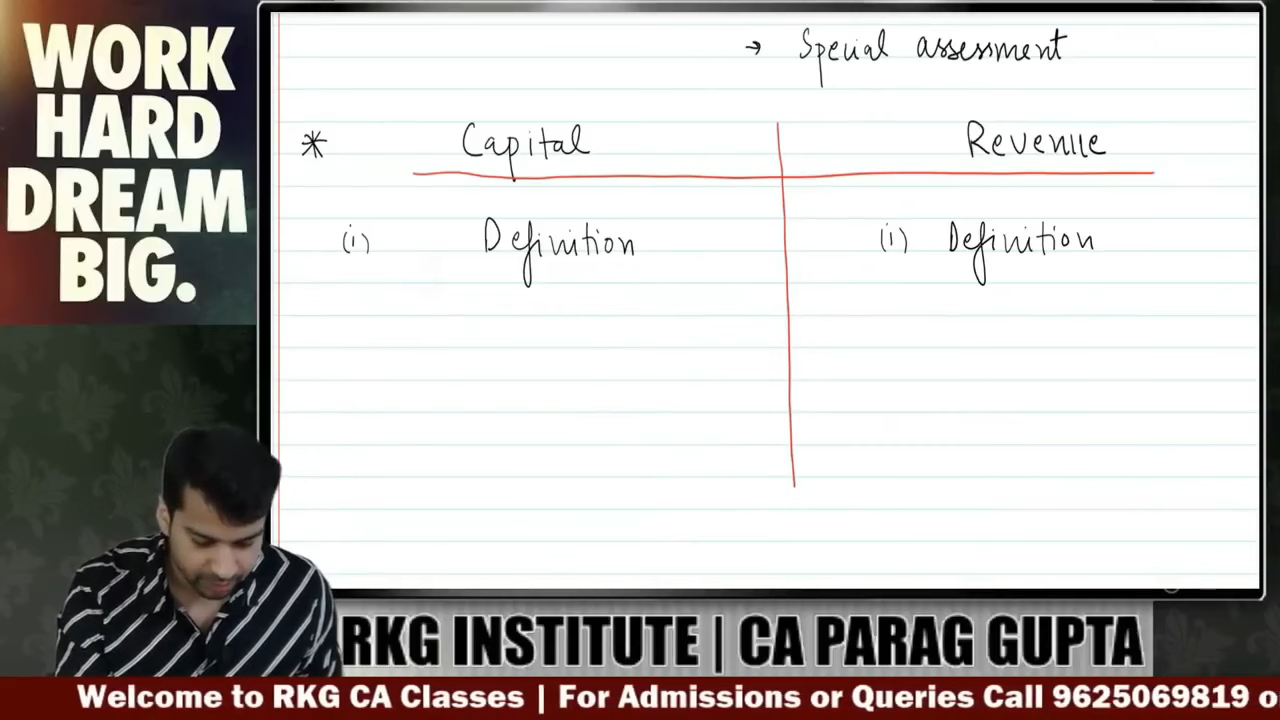 WORK
HARD
DREAM
BIG.
→ Special assessment
* Capital Revenue
(i) Definition (i) Definition
RKG INSTITUTE | CA PARAG GUPTA
Welcome to RKG CA Classes | For Admissions or Queries Call 9625069819 o